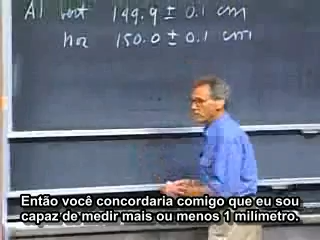 Al vert 149.9 ± 0.1 cm
hor 150.0 ± 0.1 cm
Então você concordaria comigo que eu sou
capaz de medir mais ou menos 1 milímetro.